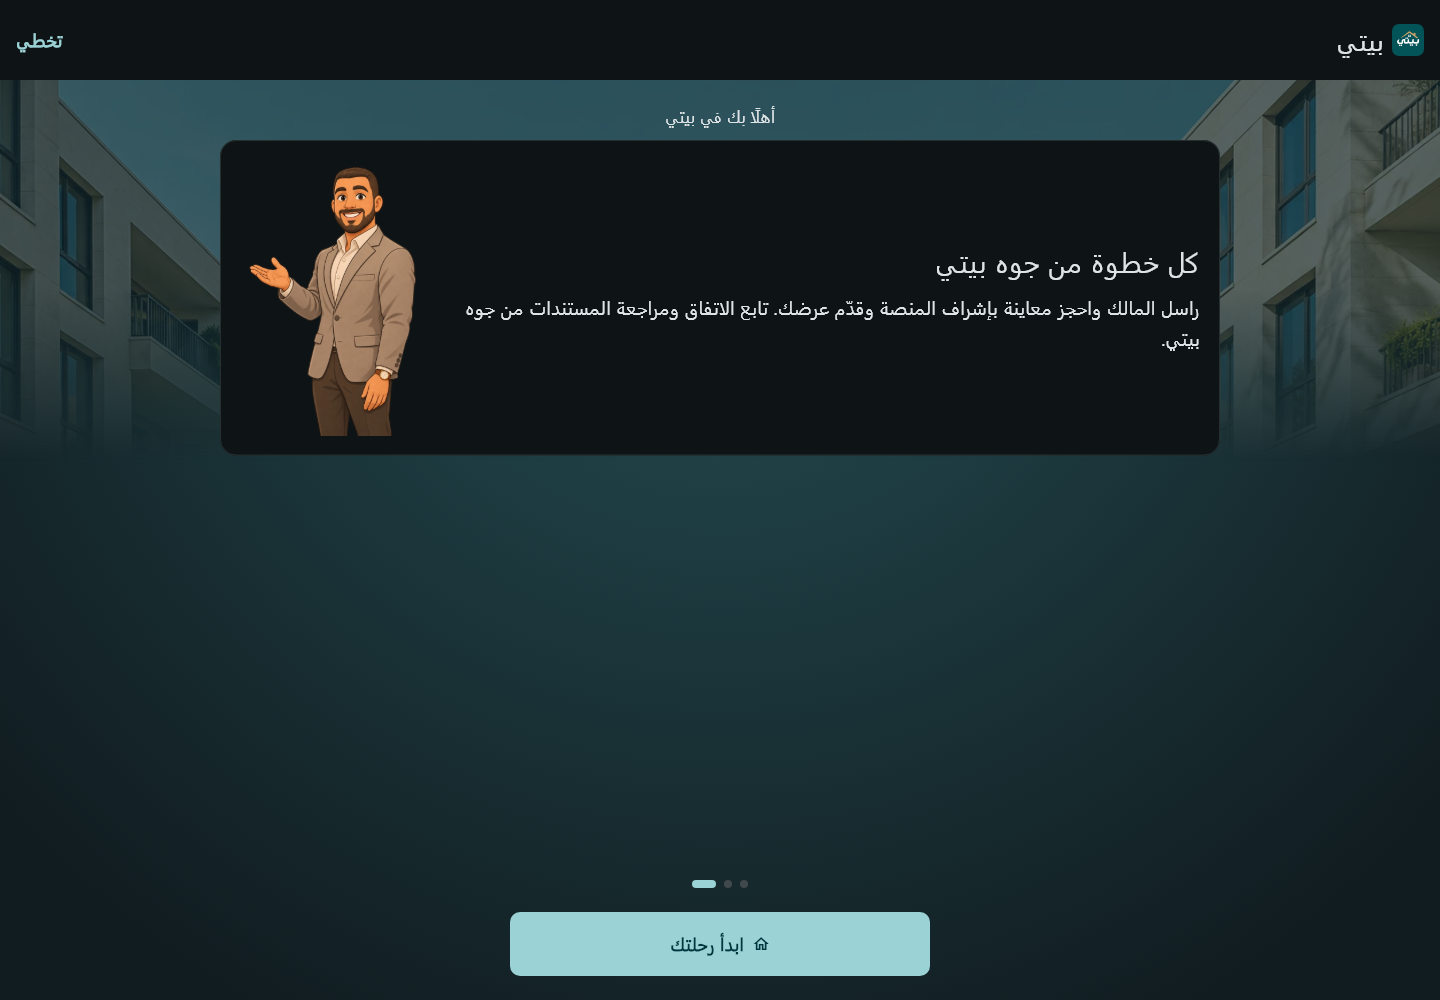 بيتي
بيتي
تخطي
أهلًا بك في بيتي
كل خطوة من جوه بيتي
راسل المالك واحجز معاينة بإشراف المنصة وقدّم عرضك. تابع الاتفاق ومراجعة المستندات من جوه
بيتي.
ابدأ رحلتك